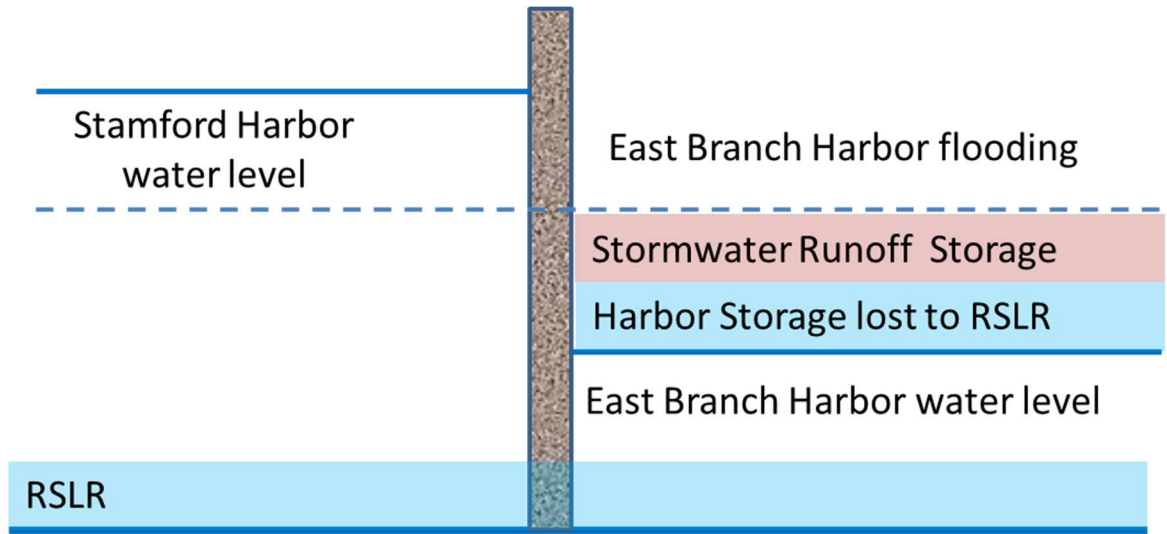 Stamford Harbor
water level
East Branch Harbor flooding
Stormwater Runoff Storage
Harbor Storage lost to RSLR
East Branch Harbor water level
RSLR